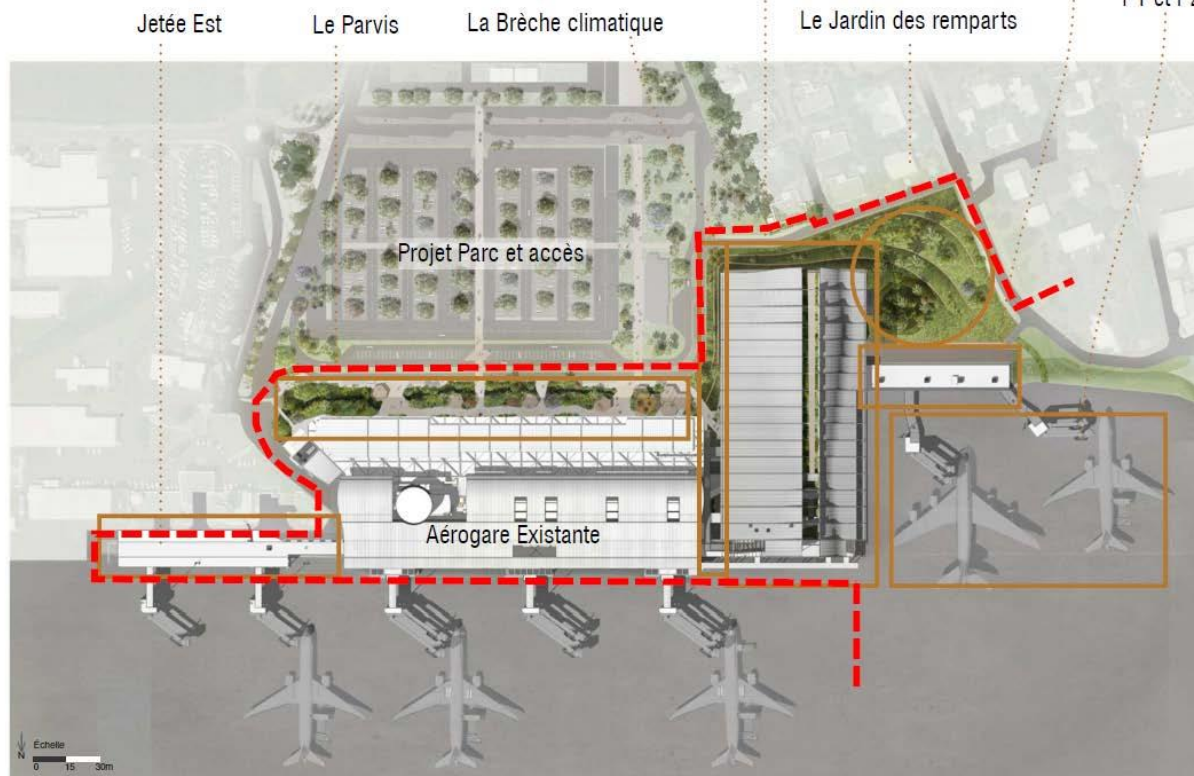 Jetée Est
Le Parvis
La Brèche climatique
Le Jardin des remparts
Projet Parc et accès
Aérogare Existante
N
Échelle
0 15 30m